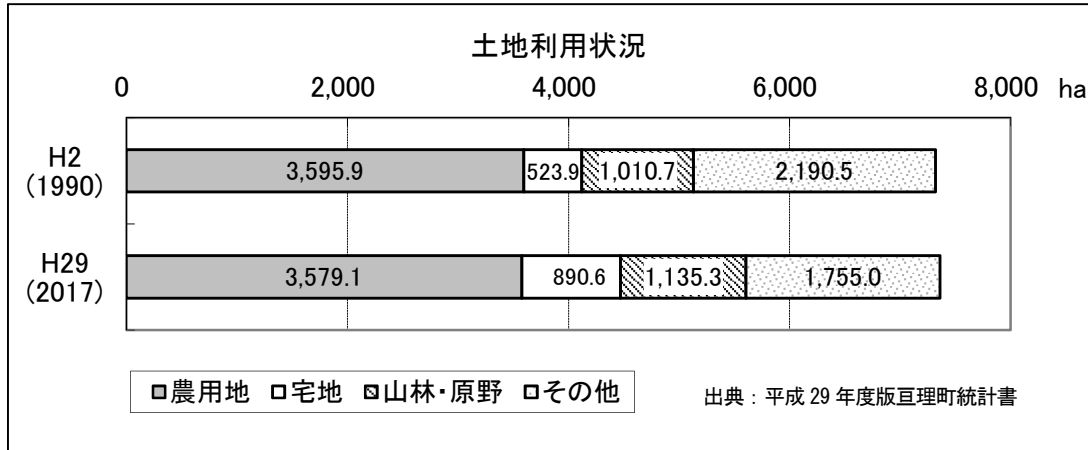 土地利用状況
0 2,000 4,000 6,000 8,000 ha
H2
(1990)
3,595.9 523.9 1,010.7 2,190.5
H29
(2017)
3,579.1 890.6 1,135.3 1,755.0
農用地 宅地 山林・原野 その他
出典：平成 29 年度版亘理町統計書